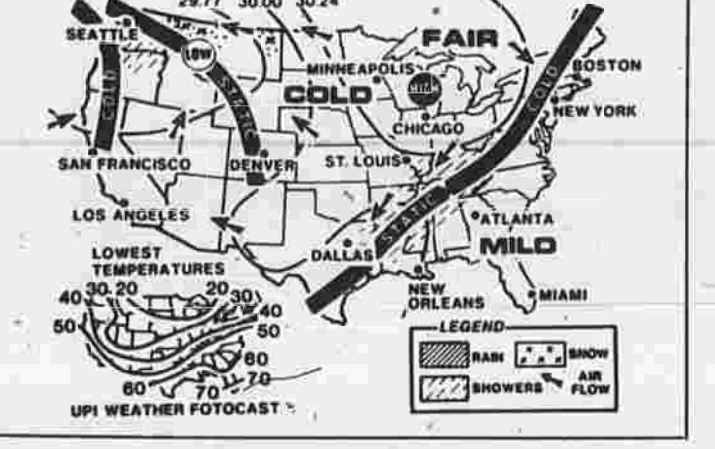 29.77 30.00 30.24
SEATTLE
FAIR
LOW
BOSTON
MINNEAPOLIS
COLD
HIGH
COLD
STATIC
COLD
NEW YORK
CHICAGO
SAN FRANCISCO
DENVER
ST. LOUIS
STATIC
LOS ANGELES
ATLANTA
MILD
DALLAS
LOWEST
TEMPERATURES
NEW
ORLEANS
MIAMI
40 30 20 20 30 40
50 50
60
60 70 70
LEGEND
RAIN SNOW
SHOWERS AIR
FLOW
UPI WEATHER FOTOCAST